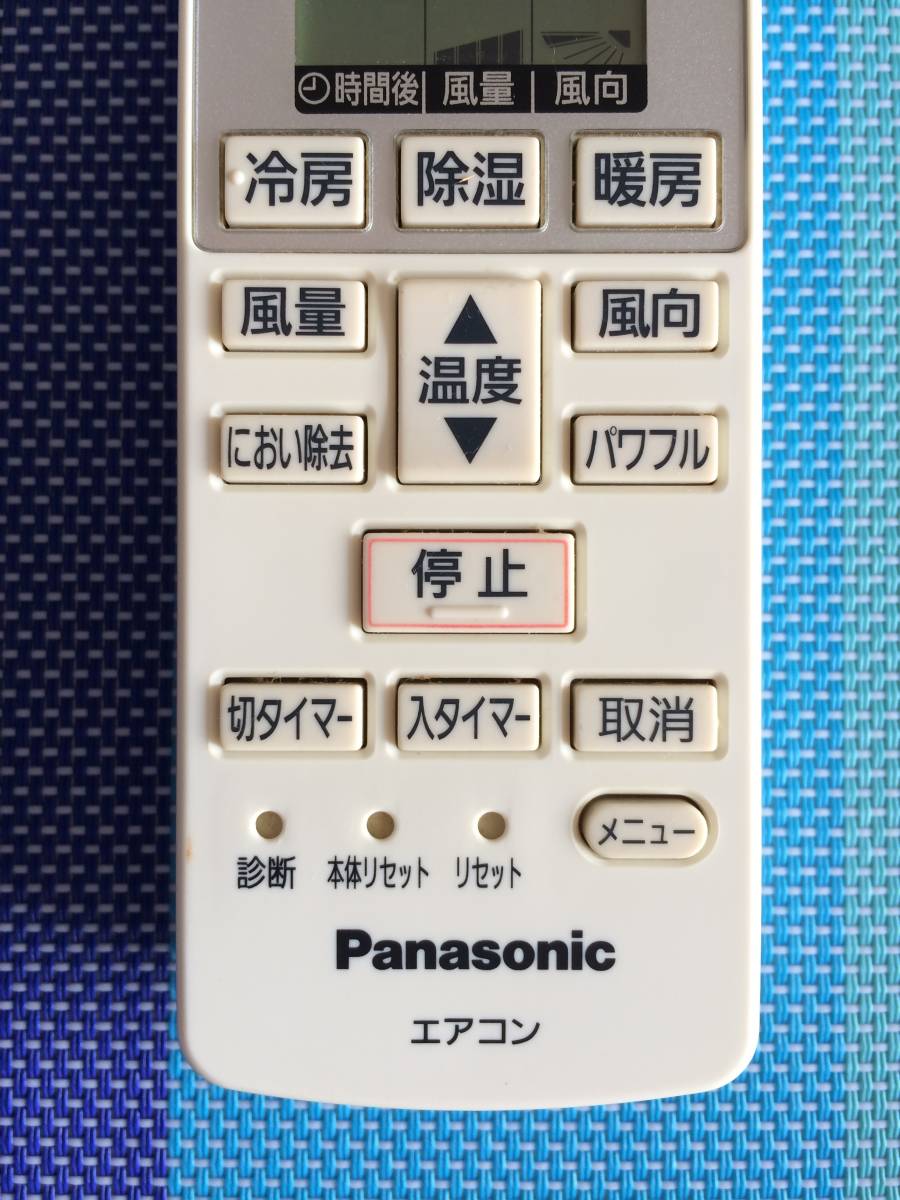 時間後 風量 風向
冷房 除湿 暖房
風量 ▲ 風向
温度
におい除去 ▼ パワフル
停止
切タイマー 入タイマー 取消
メニュー
診断 本体リセット リセット
Panasonic
エアコン